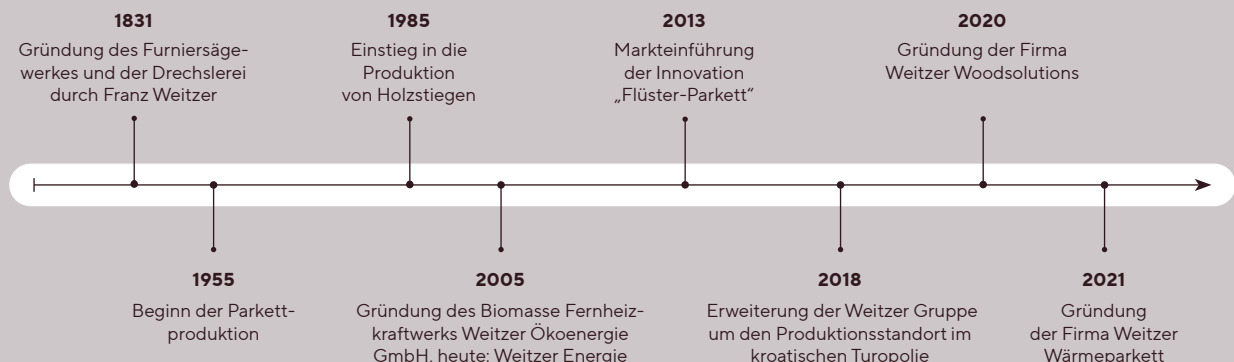 1831
Gründung des Furniersäge-
werkes und der Drechslerei
durch Franz Weitzer
1985
Einstieg in die
Produktion
von Holzstiegen
2013
Markteinführung
der Innovation
„Flüster-Parkett“
2020
Gründung der Firma
Weitzer Woodsolutions
1955
Beginn der Parkett-
produktion
2005
Gründung des Biomasse Fernheiz-
kraftwerks Weitzer Ökoenergie
GmbH, heute: Weitzer Energie
2018
Erweiterung der Weitzer Gruppe
um den Produktionsstandort im
kroatischen Turopolje
2021
Gründung
der Firma Weitzer
Wärmeparkett